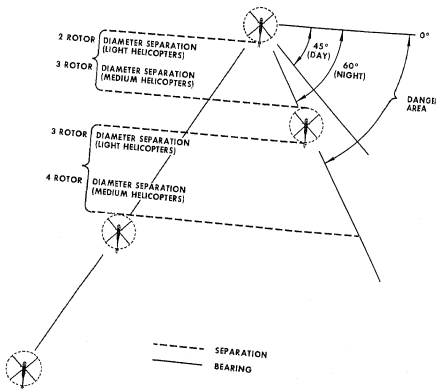 2 ROTOR DIAMETER SEPARATION
(LIGHT HELICOPTERS)
3 ROTOR DIAMETER SEPARATION
(MEDIUM HELICOPTERS)
45°
(DAY)
60°
(NIGHT)
0°
DANGER
AREA
3 ROTOR DIAMETER SEPARATION
(LIGHT HELICOPTERS)
4 ROTOR DIAMETER SEPARATION
(MEDIUM HELICOPTERS)
SEPARATION
BEARING